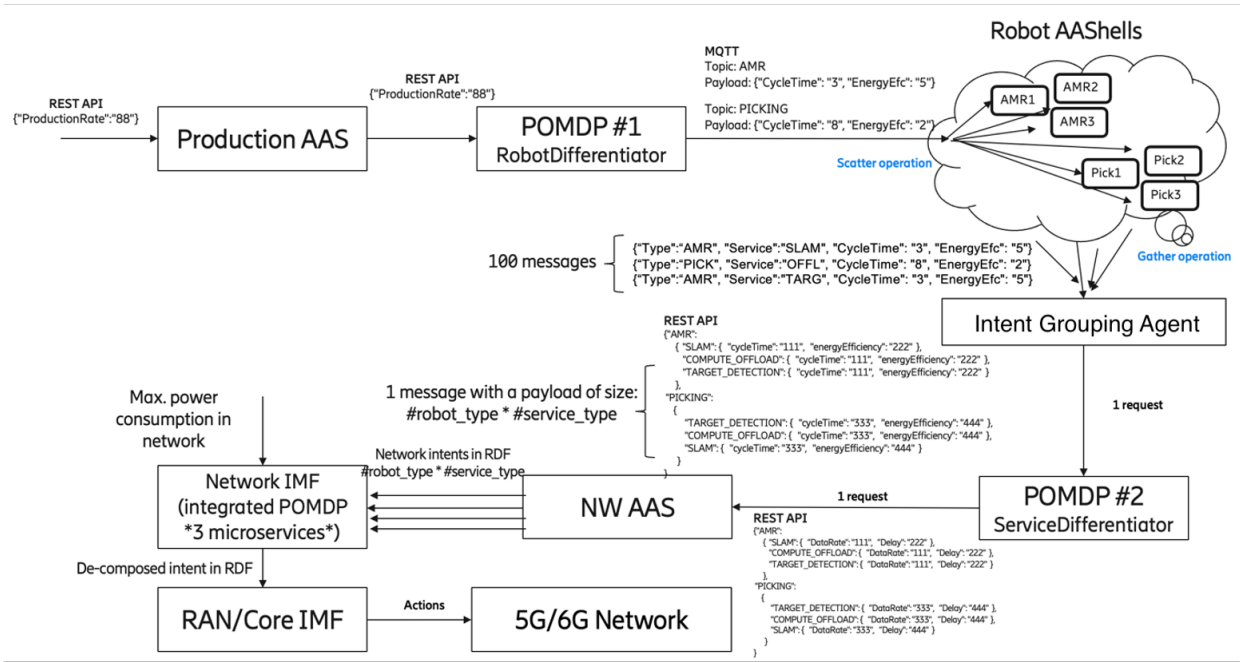 Robot AAShells
MQTT
Topic: AMR
Payload: {"CycleTime": "3", "EnergyEfc": "5"}
Topic: PICKING
Payload: {"CycleTime": "8", "EnergyEfc": "2"}
REST API
{"ProductionRate":"88"}
REST API
{"ProductionRate":"88"}
Production AAS
POMDP #1
RobotDifferentiator
Scatter operation
AMR1
AMR2
AMR3
Pick1
Pick2
Pick3
Gather operation
100 messages
{"Type":"AMR", "Service":"SLAM", "CycleTime": "3", "EnergyEfc": "5"}
{"Type":"PICK", "Service":"OFFL", "CycleTime": "8", "EnergyEfc": "2"}
{"Type":"AMR", "Service":"TARG", "CycleTime": "3", "EnergyEfc": "5"}
Intent Grouping Agent
REST API
{"AMR":
{ "SLAM": { "cycleTime":"111", "energyEfficiency":"222" },
"COMPUTE_OFFLOAD": { "cycleTime":"111", "energyEfficiency":"222" },
"TARGET_DETECTION": { "cycleTime":"111", "energyEfficiency":"222" }
},
"PICKING":
{
"TARGET_DETECTION": { "cycleTime":"333", "energyEfficiency":"444" },
"COMPUTE_OFFLOAD": { "cycleTime":"333", "energyEfficiency":"444" },
"SLAM": { "cycleTime":"333", "energyEfficiency":"444" }
}
}
1 message with a payload of size:
#robot_type * #service_type
1 request
Max. power
consumption in
network
Network intents in RDF
#robot_type * #service_type
Network IMF
(integrated POMDP
*3 microservices*)
NW AAS
1 request
POMDP #2
ServiceDifferentiator
REST API
{"AMR":
{ "SLAM": { "DataRate":"111", "Delay":"222" },
"COMPUTE_OFFLOAD": { "DataRate":"111", "Delay":"222" },
"TARGET_DETECTION": { "DataRate":"111", "Delay":"222" }
},
"PICKING":
{
"TARGET_DETECTION": { "DataRate":"333", "Delay":"444" },
"COMPUTE_OFFLOAD": { "DataRate":"333", "Delay":"444" },
"SLAM": { "DataRate":"333", "Delay":"444" }
}
}
De-composed intent in RDF
RAN/Core IMF
Actions
5G/6G Network